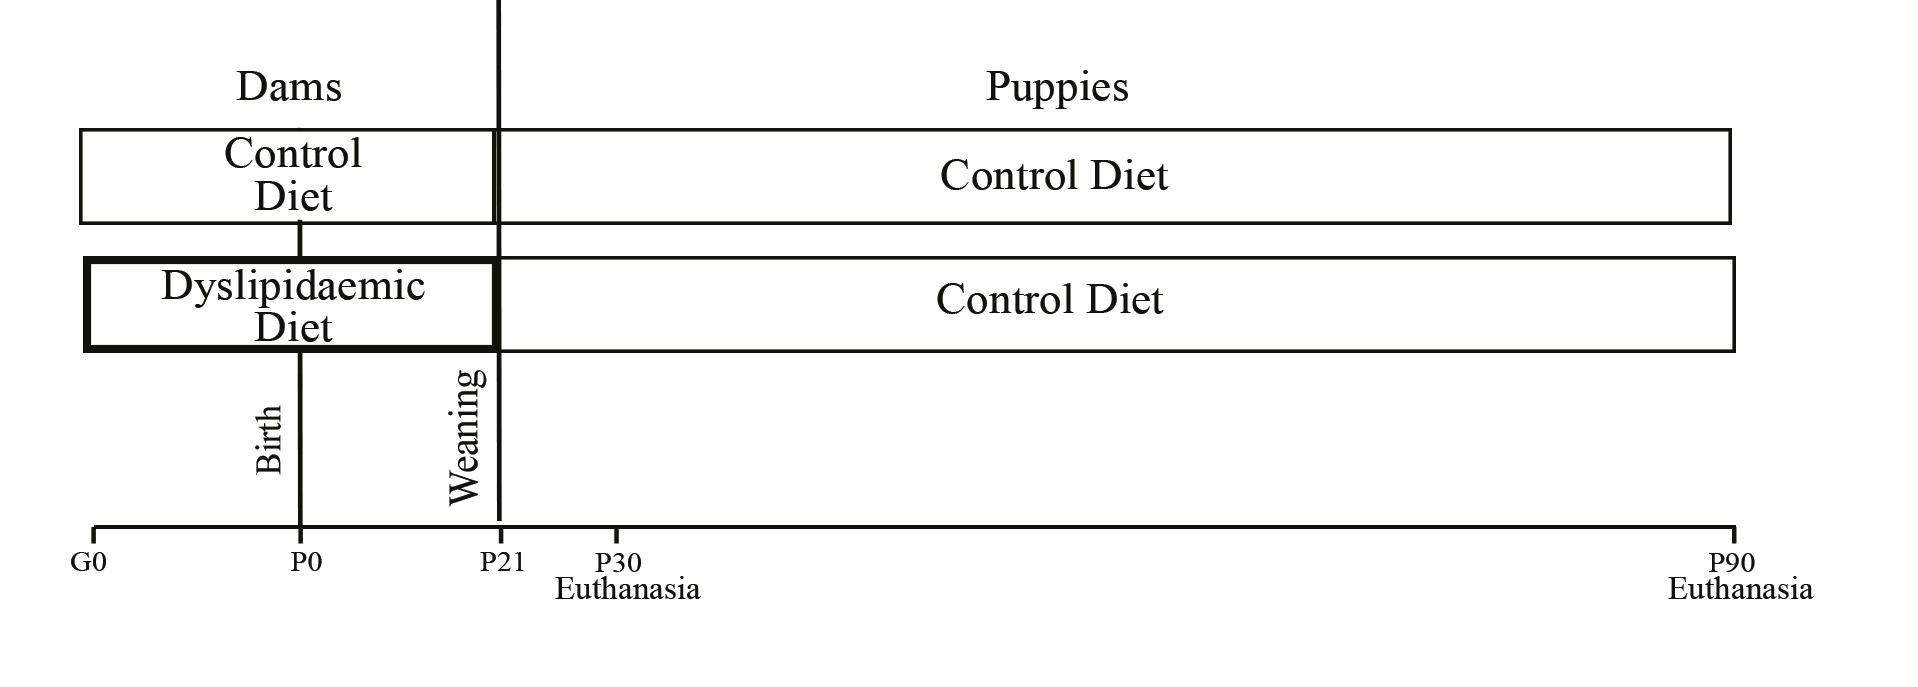 Dams
Puppies
Control
Diet
Control Diet
Dyslipidaemic
Diet
Control Diet
Birth
Weaning
G0
P0
P21
P30
Euthanasia
P90
Euthanasia